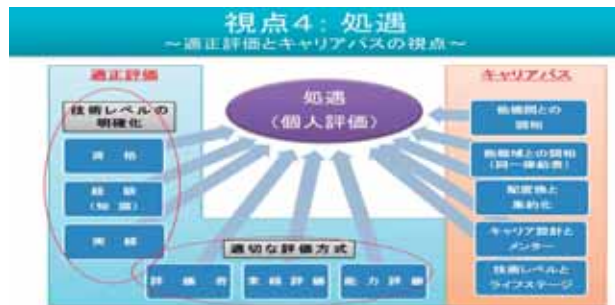 視点4：処遇
～適正評価とキャリアパスの視点～
適正評価
技術レベルの
明確化
資格
経験
(知識)
実績
処遇
(個人評価)
適切な評価方式
評価者
業績評価
能力評価
キャリアパス
他機関との
調和
他職域との調和
(同一俸給表)
配置換と
集約化
キャリア設計と
メンター
技術レベルと
ライフステージ